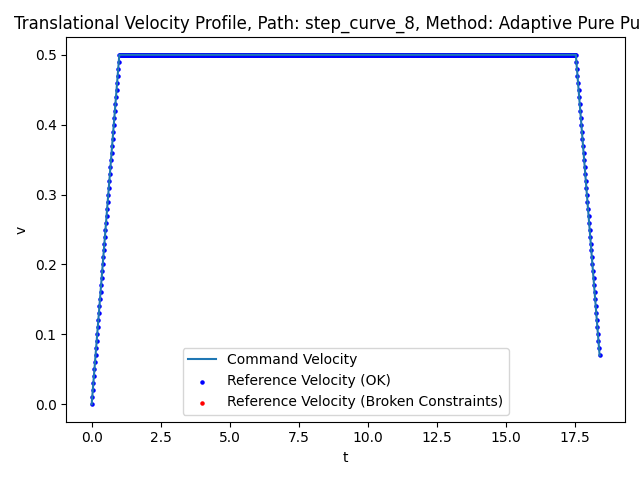 Translational Velocity Profile, Path: step_curve_8, Method: Adaptive Pure Pu
0.5
0.4
0.3
0.2
0.1
0.0
v
Command Velocity
Reference Velocity (OK)
Reference Velocity (Broken Constraints)
0.0 2.5 5.0 7.5 10.0 12.5 15.0 17.5
t